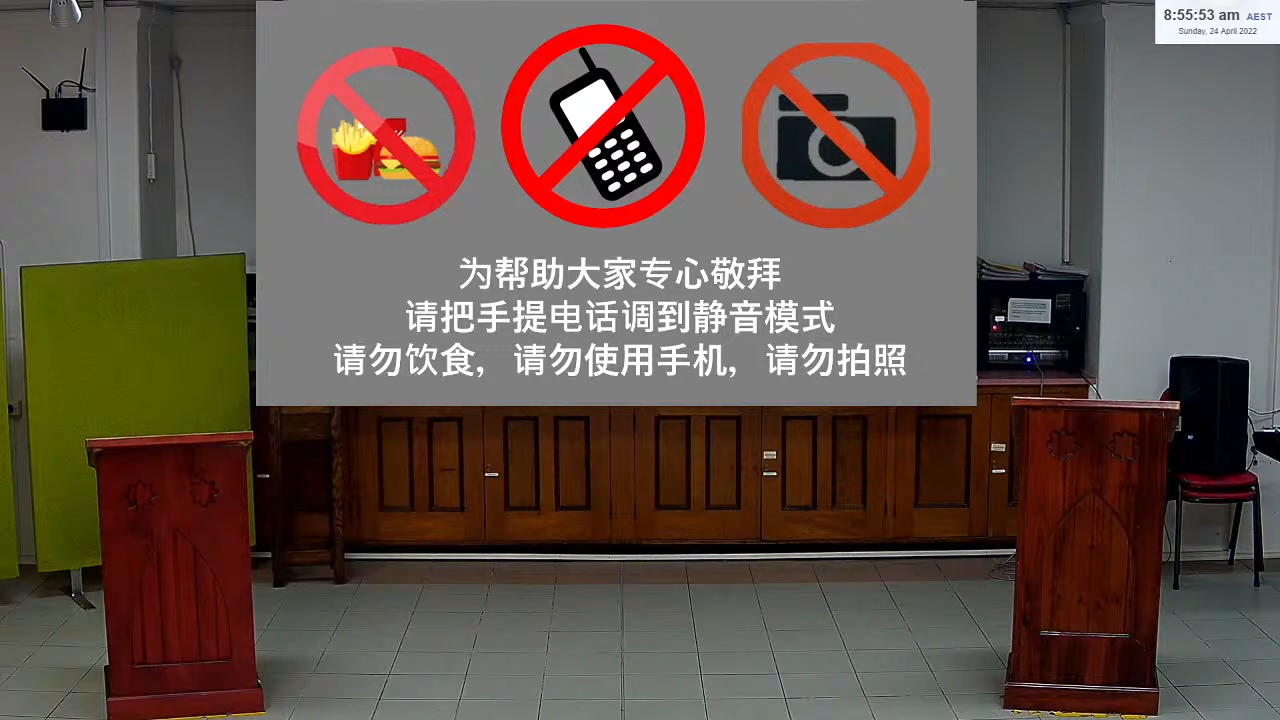 8:55:53 am AEST
Sunday, 24 April 2022
为帮助大家专心敬拜
请把手提电话调到静音模式
请勿饮食，请勿使用手机，请勿拍照